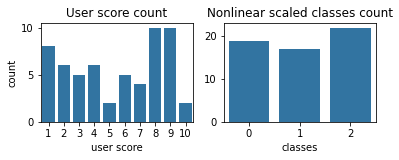 User score count
Nonlinear scaled classes count
10
5
0
count
1 2 3 4 5 6 7 8 9 10
user score
20
10
0
0 1 2
classes